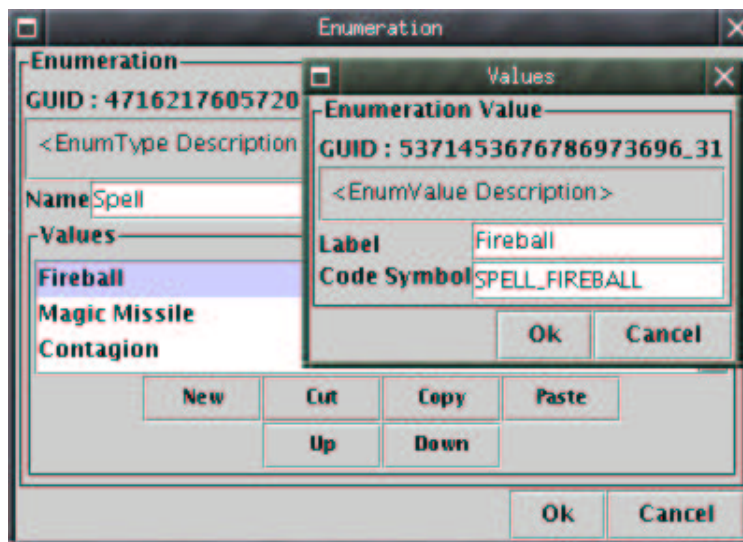 Enumeration
Enumeration
GUID : 4716217605720
<EnumType Description
Name Spell
Values
Fireball
Magic Missile
Contagion
New Cut Copy Paste
Up Down
Ok Cancel
Values
Enumeration Value
GUID : 5371453676786973696_31
<EnumValue Description>
Label Fireball
Code Symbol SPELL_FIREBALL
Ok Cancel